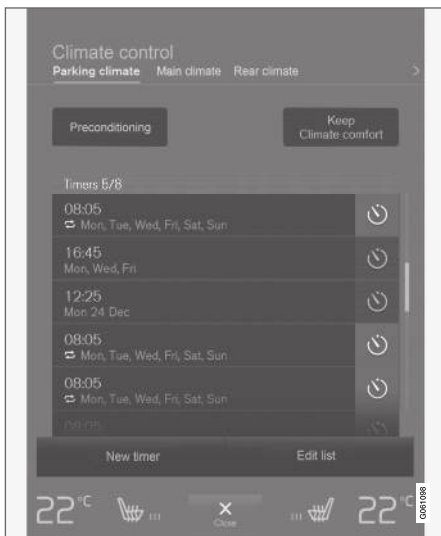 Climate control
Parking climate Main climate Rear climate >
Preconditioning
Keep
Climate comfort
Timers 5/8
08:05
Mon, Tue, Wed, Fri, Sat, Sun
16:45
Mon, Wed, Fri
12:25
Mon 24 Dec
08:05
Mon, Tue, Wed, Fri, Sat, Sun
08:05
Mon, Tue, Wed, Fri, Sat, Sun
08:05
New timer Edit list
22°C Close 22°C
G061098